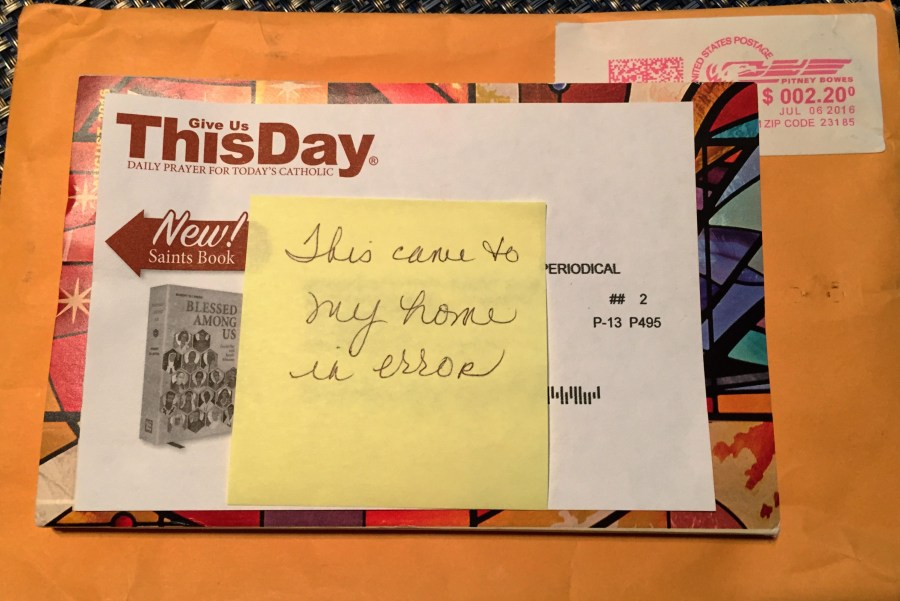 UNITED STATES POSTAGE
PITNEY BOWES
$ 002.20⁰
JUL 06 2016
ZIP CODE 23185
Give Us
ThisDay®
DAILY PRAYER FOR TODAY'S CATHOLIC
New!
Saints Book
BLESSED
AMONG
US
PERIODICAL
## 2
P-13 P495
This came to
my home
in error